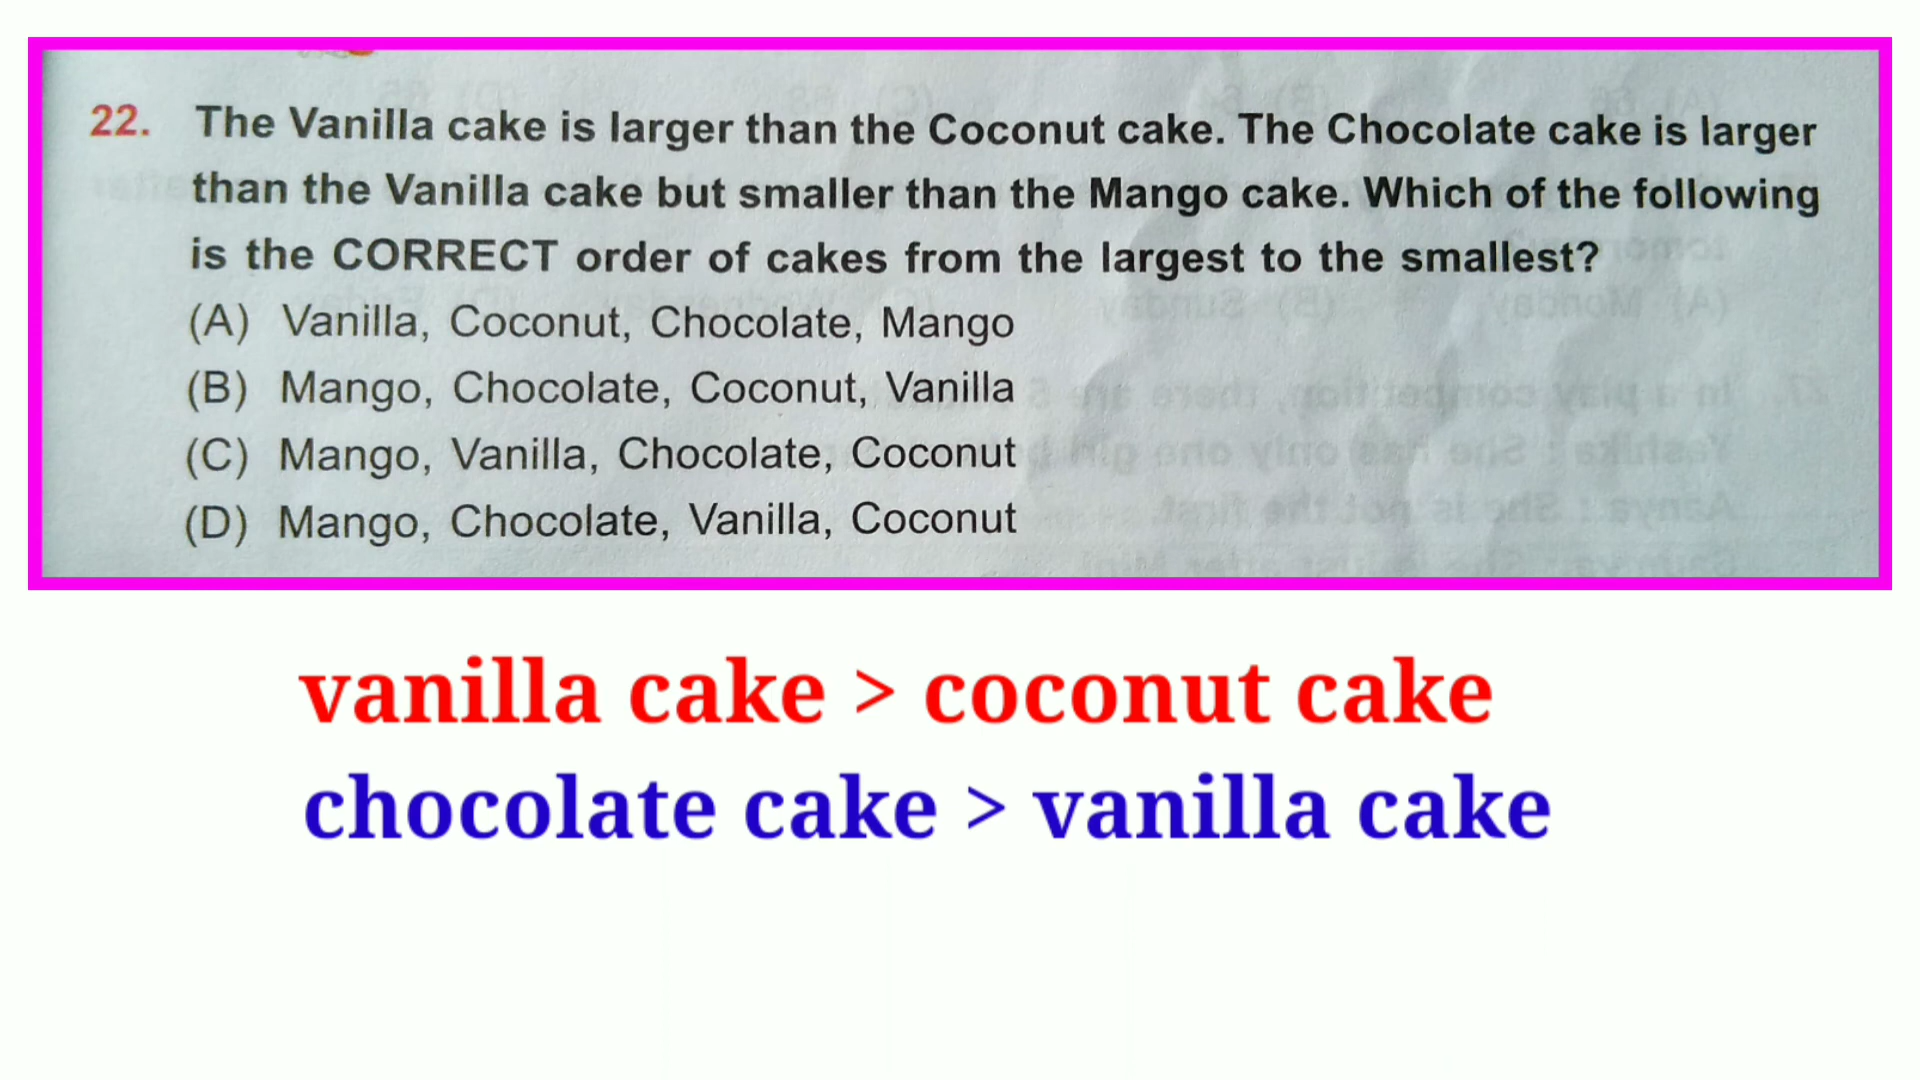 22. The Vanilla cake is larger than the Coconut cake. The Chocolate cake is larger
than the Vanilla cake but smaller than the Mango cake. Which of the following
is the CORRECT order of cakes from the largest to the smallest?
(A) Vanilla, Coconut, Chocolate, Mango
(B) Mango, Chocolate, Coconut, Vanilla
(C) Mango, Vanilla, Chocolate, Coconut
(D) Mango, Chocolate, Vanilla, Coconut
vanilla cake > coconut cake
chocolate cake > vanilla cake